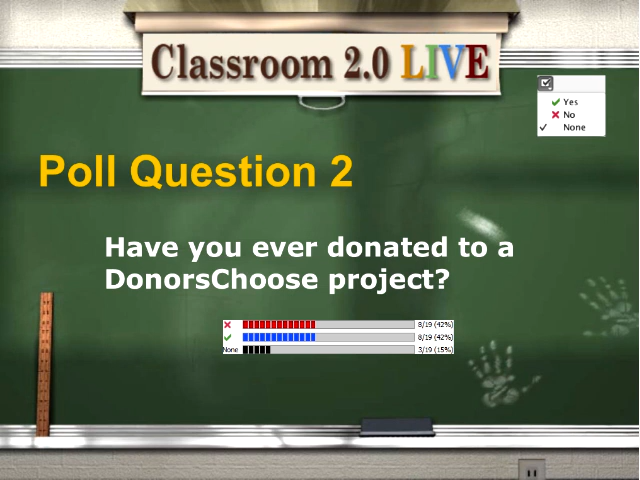 Classroom 2.0 LIVE
Yes
No
None
Poll Question 2
Have you ever donated to a
DonorsChoose project?
8/19 (42%)
8/19 (42%)
None 3/19 (15%)